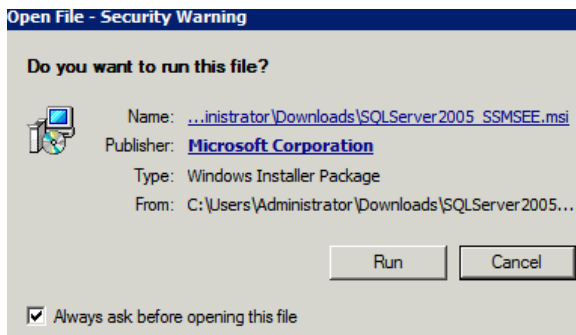 Open File - Security Warning
Do you want to run this file?
Name: ...inistrator\Downloads\SQLServer2005_SSMSEE.msi
Publisher: Microsoft Corporation
Type: Windows Installer Package
From: C:\Users\Administrator\Downloads\SQLServer2005...
Run Cancel
Always ask before opening this file